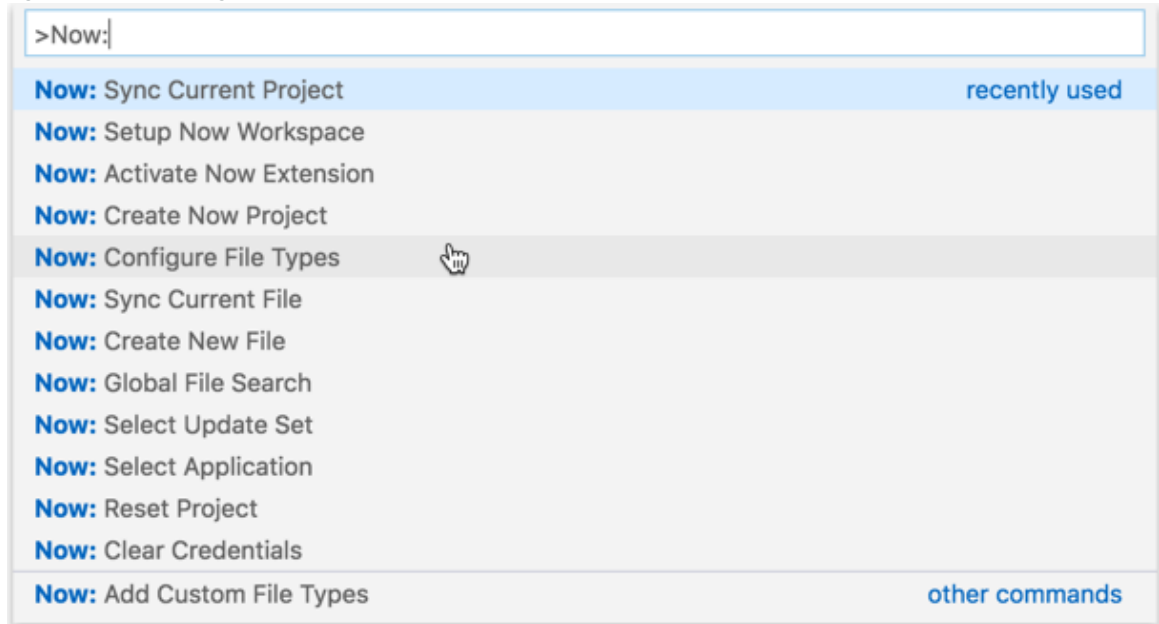 >Now:
Now: Sync Current Project recently used
Now: Setup Now Workspace
Now: Activate Now Extension
Now: Create Now Project
Now: Configure File Types
Now: Sync Current File
Now: Create New File
Now: Global File Search
Now: Select Update Set
Now: Select Application
Now: Reset Project
Now: Clear Credentials
Now: Add Custom File Types other commands